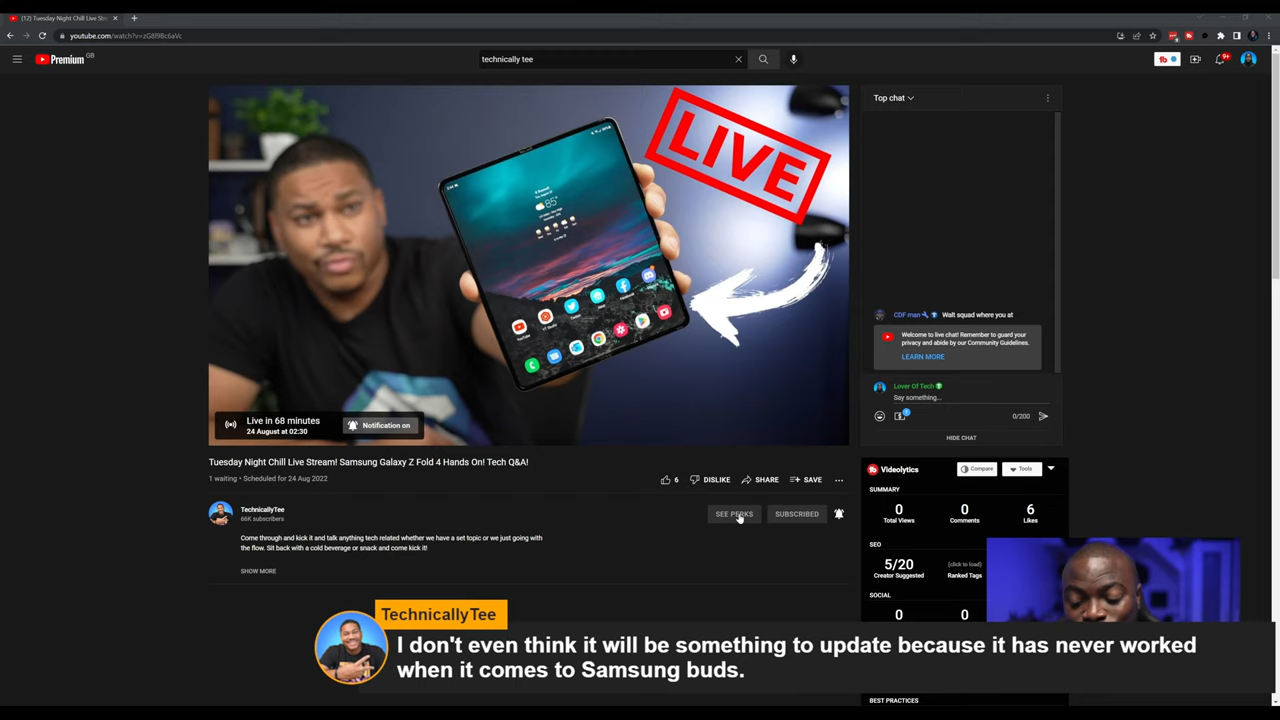 (12) Tuesday Night Chill Live Str
youtube.com/watch?v=zG8I9Bc6aVc
Premium GB
technically tee
9+
LIVE
Top chat
CDF man Wait squad where you at
Welcome to live chat! Remember to guard your
privacy and abide by our Community Guidelines.
LEARN MORE
Lover Of Tech
Say something...
0/200
HIDE CHAT
Live in 68 minutes
24 August at 02:30
Notification on
Tuesday Night Chill Live Stream! Samsung Galaxy Z Fold 4 Hands On! Tech Q&A!
1 waiting • Scheduled for 24 Aug 2022
6 DISLIKE SHARE SAVE
TechnicallyTee
66K subscribers
SEE PERKS SUBSCRIBED
Come through and kick it and talk anything tech related whether we have a set topic or we just going with
the flow. Sit back with a cold beverage or snack and come kick it!
SHOW MORE
Videolytics Compare Tools
SUMMARY
0 0 6
Total Views Comments Likes
SEO
5/20 (click to load)
Creator Suggested Ranked Tags
SOCIAL
0 0
BEST PRACTICES
TechnicallyTee
I don't even think it will be something to update because it has never worked
when it comes to Samsung buds.